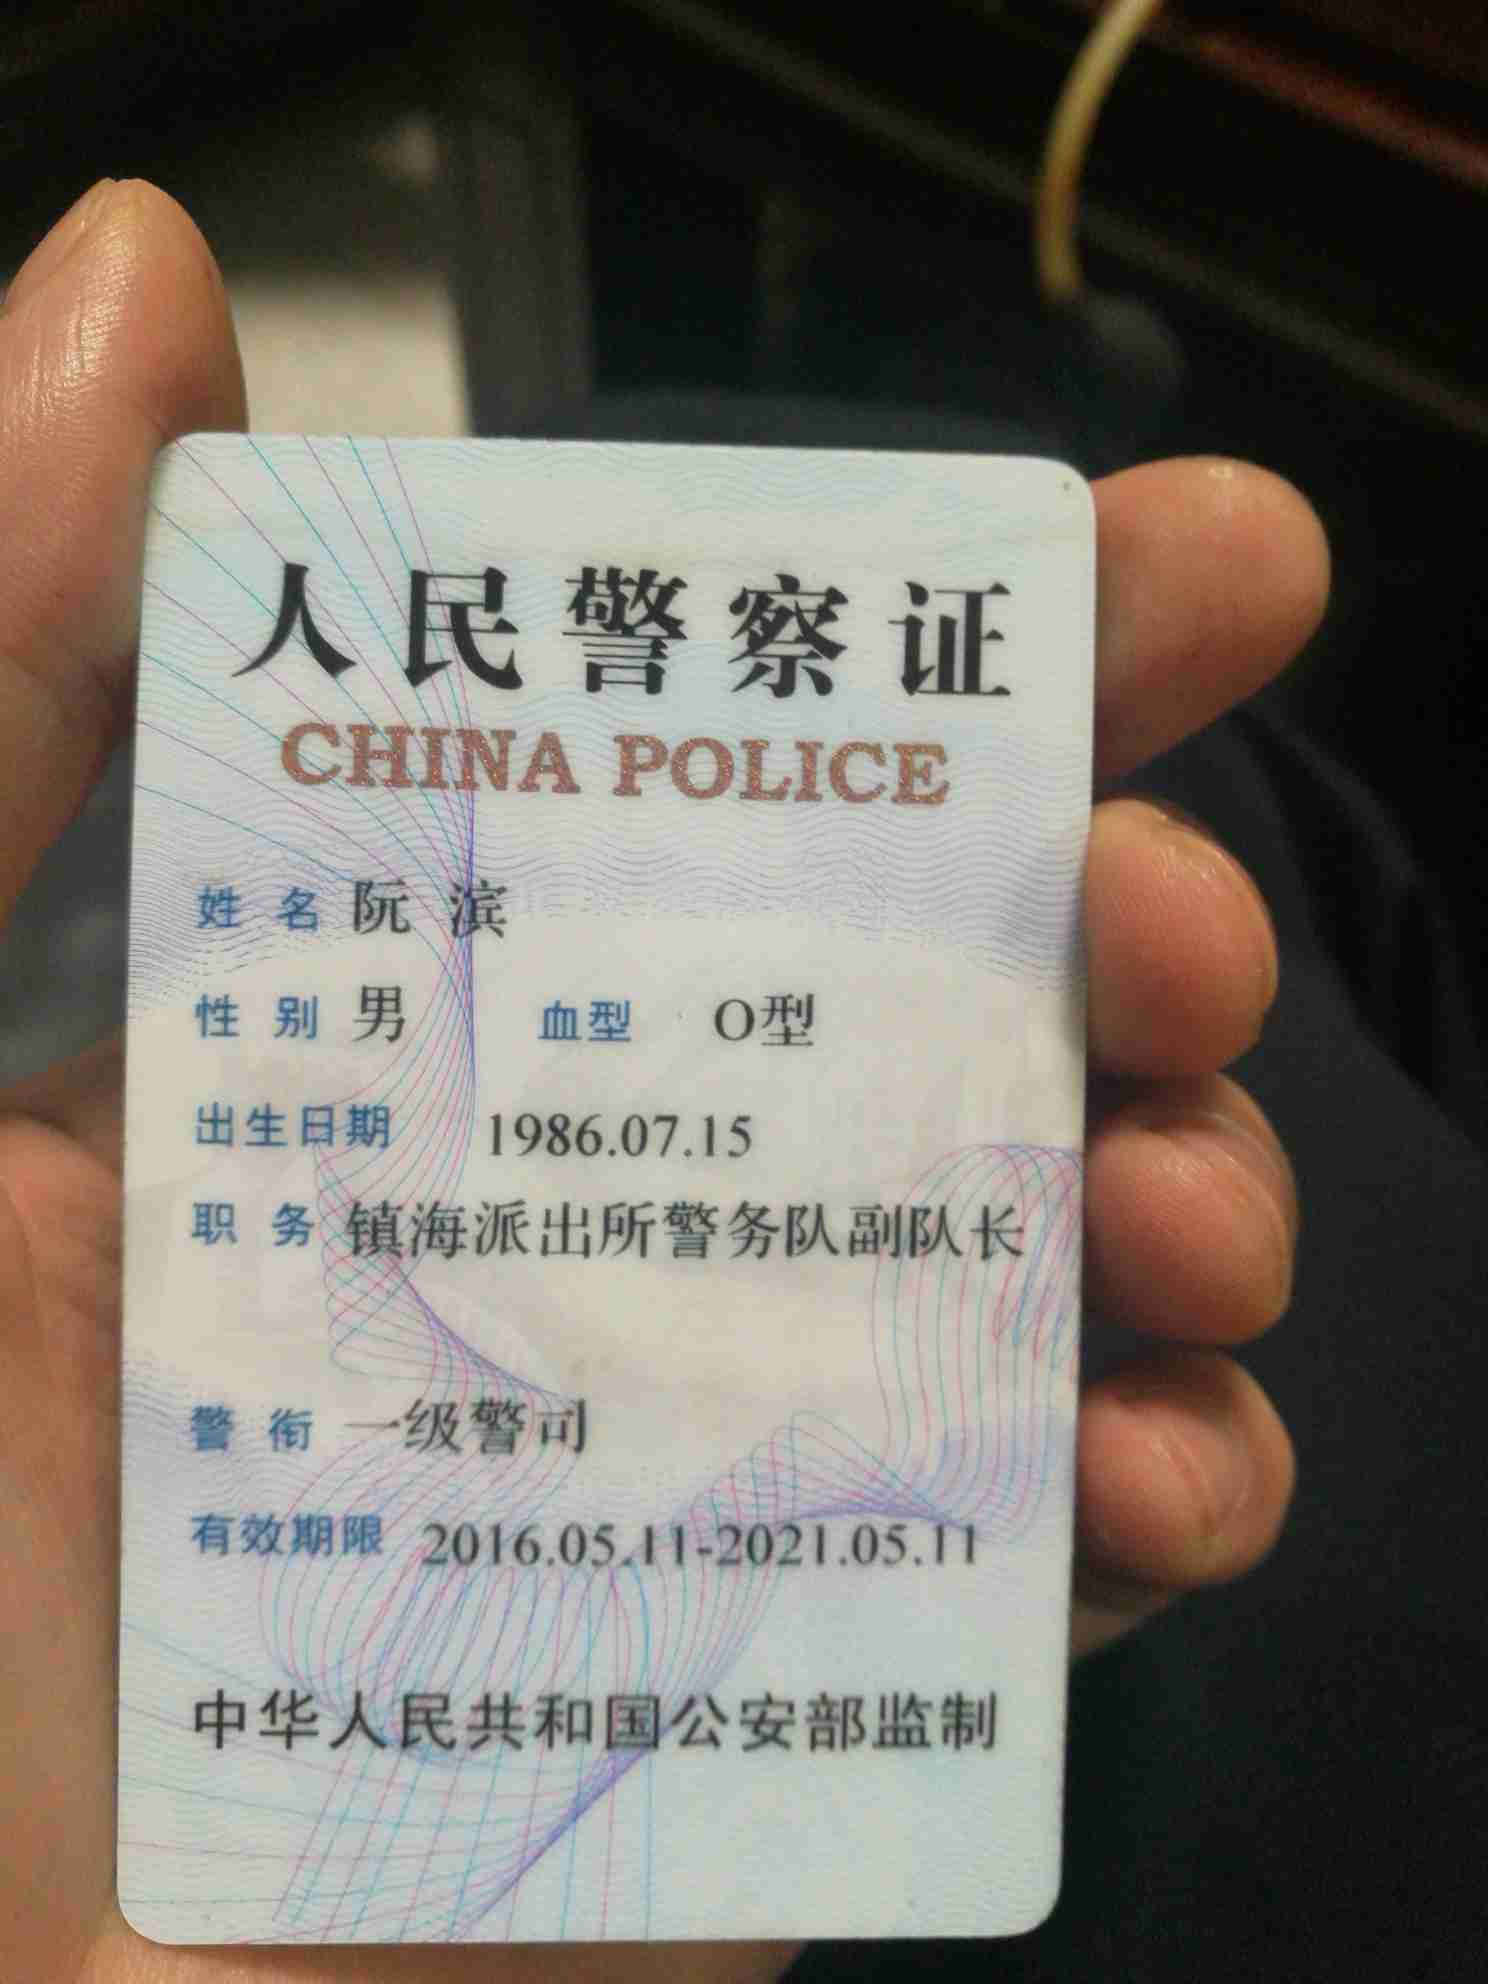 人民警察证
CHINA POLICE
姓 名 阮 滨
性 别 男 血型 O型
出生日期 1986.07.15
职 务 镇海派出所警务队副队长
警 衔 一级警司
有效期限 2016.05.11-2021.05.11
中华人民共和国公安部监制